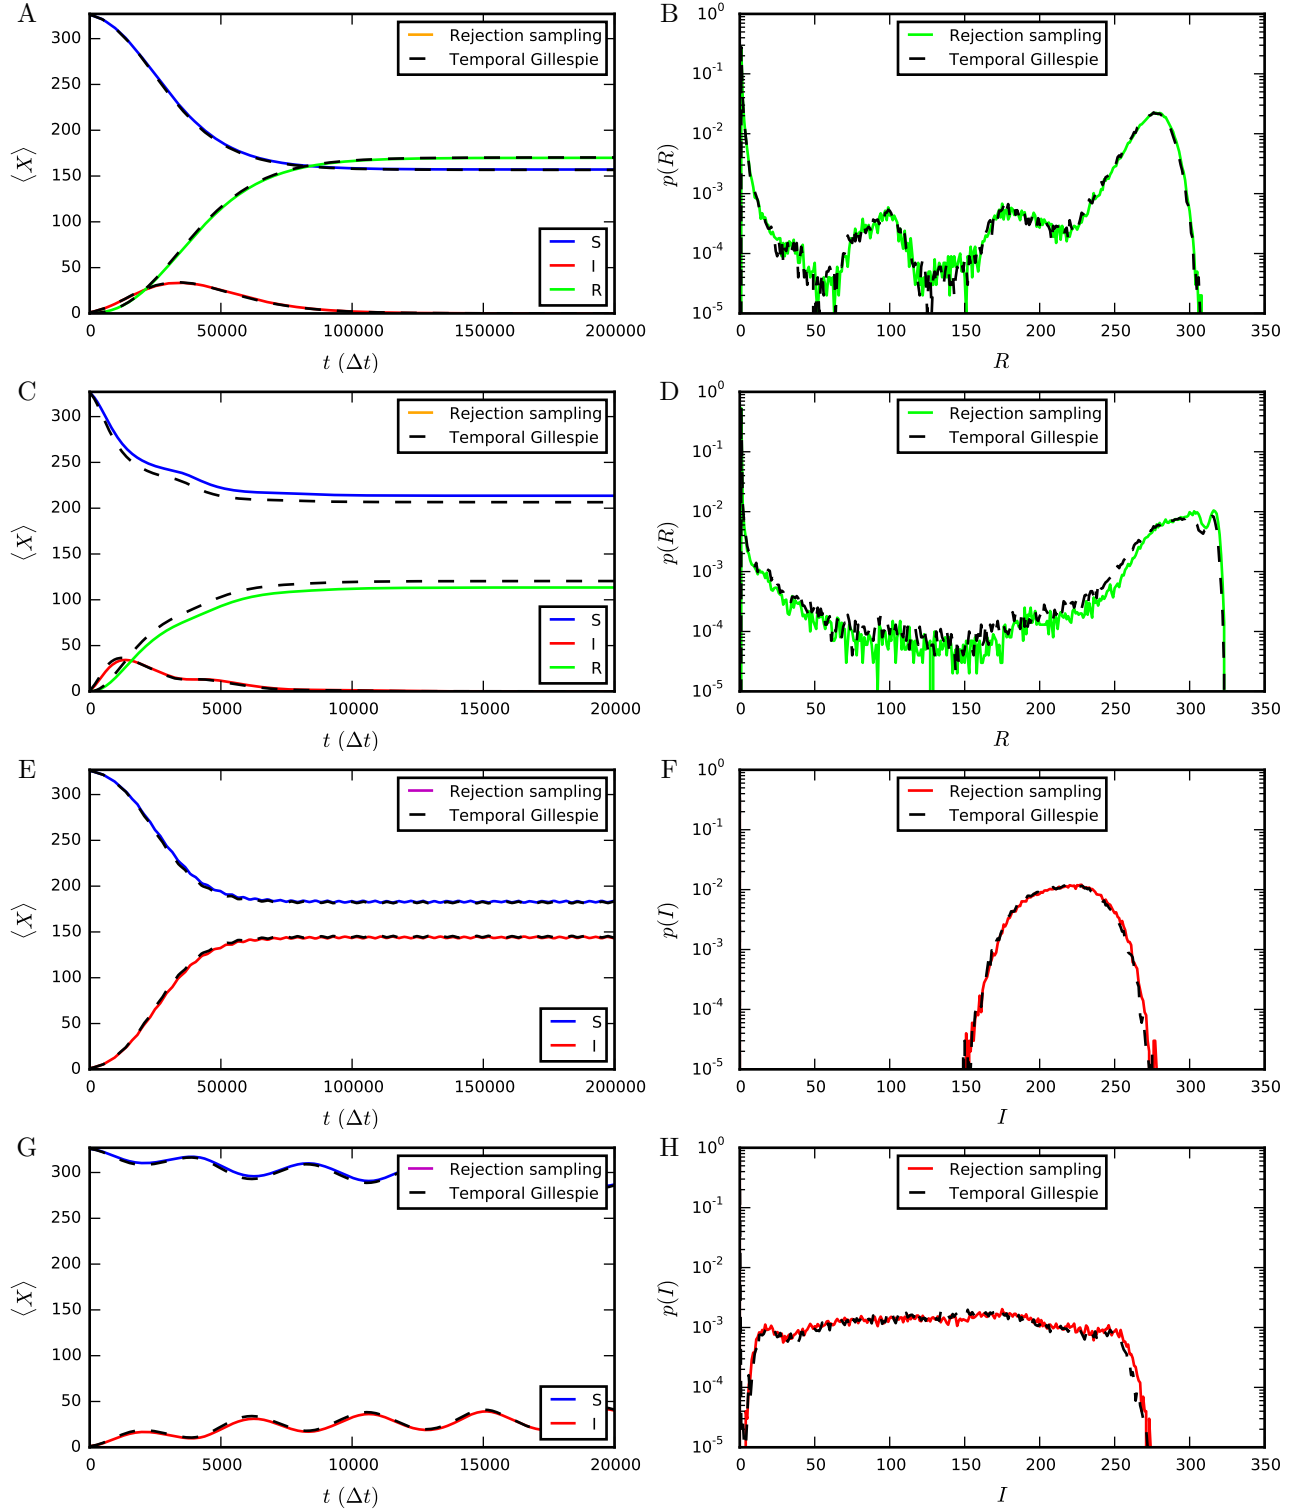 A
⟨X⟩
300
250
200
150
100
50
0
Rejection sampling
Temporal Gillespie
S
I
R
0 50000 100000 150000 200000
t (Δt)
B
p(R)
10^0
10^-1
10^-2
10^-3
10^-4
10^-5
Rejection sampling
Temporal Gillespie
0 50 100 150 200 250 300 350
R
C
⟨X⟩
300
250
200
150
100
50
0
Rejection sampling
Temporal Gillespie
S
I
R
0 5000 10000 15000 20000
t (Δt)
D
p(R)
10^0
10^-1
10^-2
10^-3
10^-4
10^-5
Rejection sampling
Temporal Gillespie
0 50 100 150 200 250 300 350
R
E
⟨X⟩
300
250
200
150
100
50
0
Rejection sampling
Temporal Gillespie
S
I
0 50000 100000 150000 200000
t (Δt)
F
p(I)
10^0
10^-1
10^-2
10^-3
10^-4
10^-5
Rejection sampling
Temporal Gillespie
0 50 100 150 200 250 300 350
I
G
⟨X⟩
300
250
200
150
100
50
0
Rejection sampling
Temporal Gillespie
S
I
0 5000 10000 15000 20000
t (Δt)
H
p(I)
10^0
10^-1
10^-2
10^-3
10^-4
10^-5
Rejection sampling
Temporal Gillespie
0 50 100 150 200 250 300 350
I